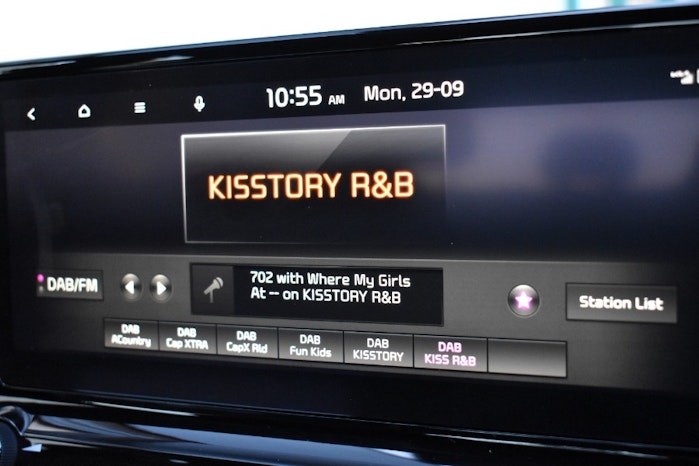 10:55 AM Mon, 29-09
KISSTORY R&B
DAB/FM
702 with Where My Girls
At -- on KISSTORY R&B
Station List
DAB
ACountry
DAB
Cap XTRA
DAB
CapX Rld
DAB
Fun Kids
DAB
KISSTORY
DAB
KISS R&B